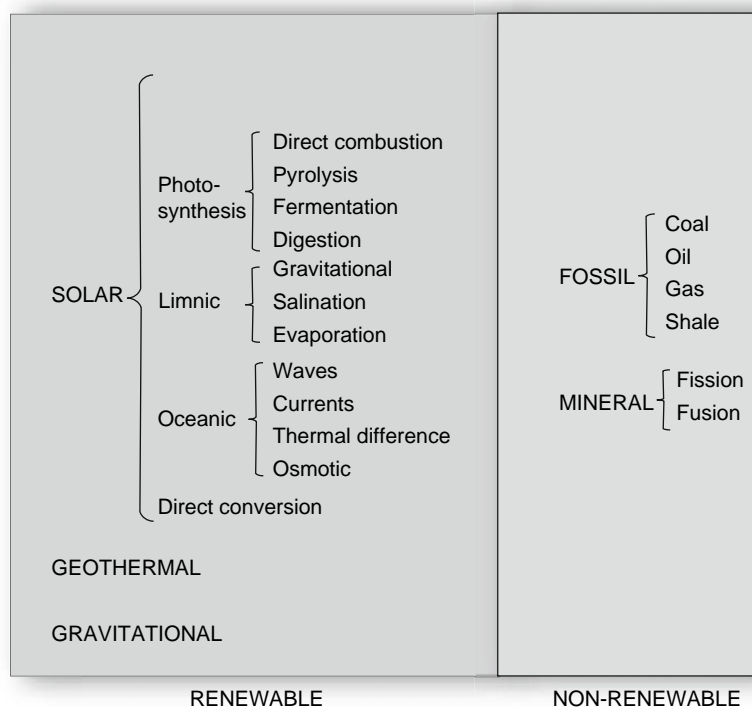 Direct combustion
Pyrolysis
Photo-
synthesis
Fermentation
Digestion
SOLAR
Limnic
Gravitational
Salination
Evaporation
Oceanic
Waves
Currents
Thermal difference
Osmotic
Direct conversion
GEOTHERMAL
GRAVITATIONAL
RENEWABLE
FOSSIL
Coal
Oil
Gas
Shale
MINERAL
Fission
Fusion
NON-RENEWABLE